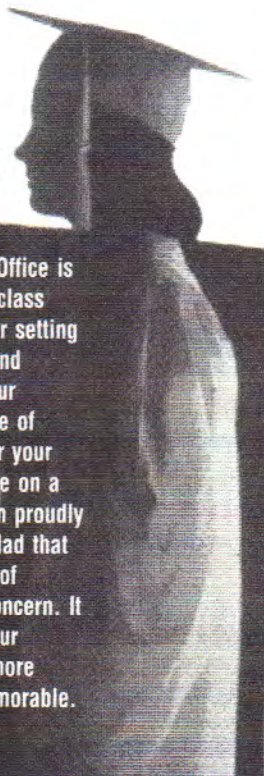 Office is
class
r setting
nd
ur
e of
r your
e on a
n proudly
lad that
of
oncern. It
ur
nore
norable.